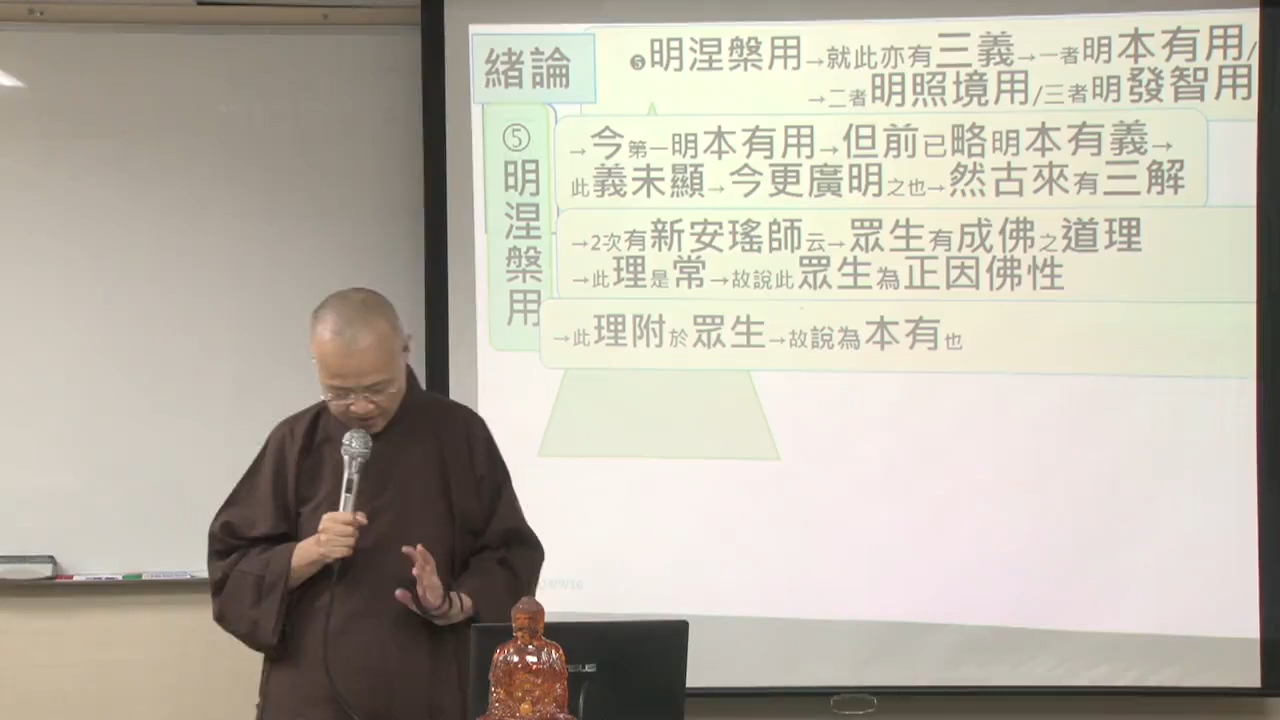 緒論
❺明涅槃用→就此亦有三義→一者明本有用/
→二者明照境用/三者明發智用
⑤明涅槃用
→今第一明本有用→但前已略明本有義→
此義未顯→今更廣明之也→然古來有三解
→2次有新安瑤師云→眾生有成佛之道理
→此理是常→故說此眾生為正因佛性
→此理附於眾生→故說為本有也